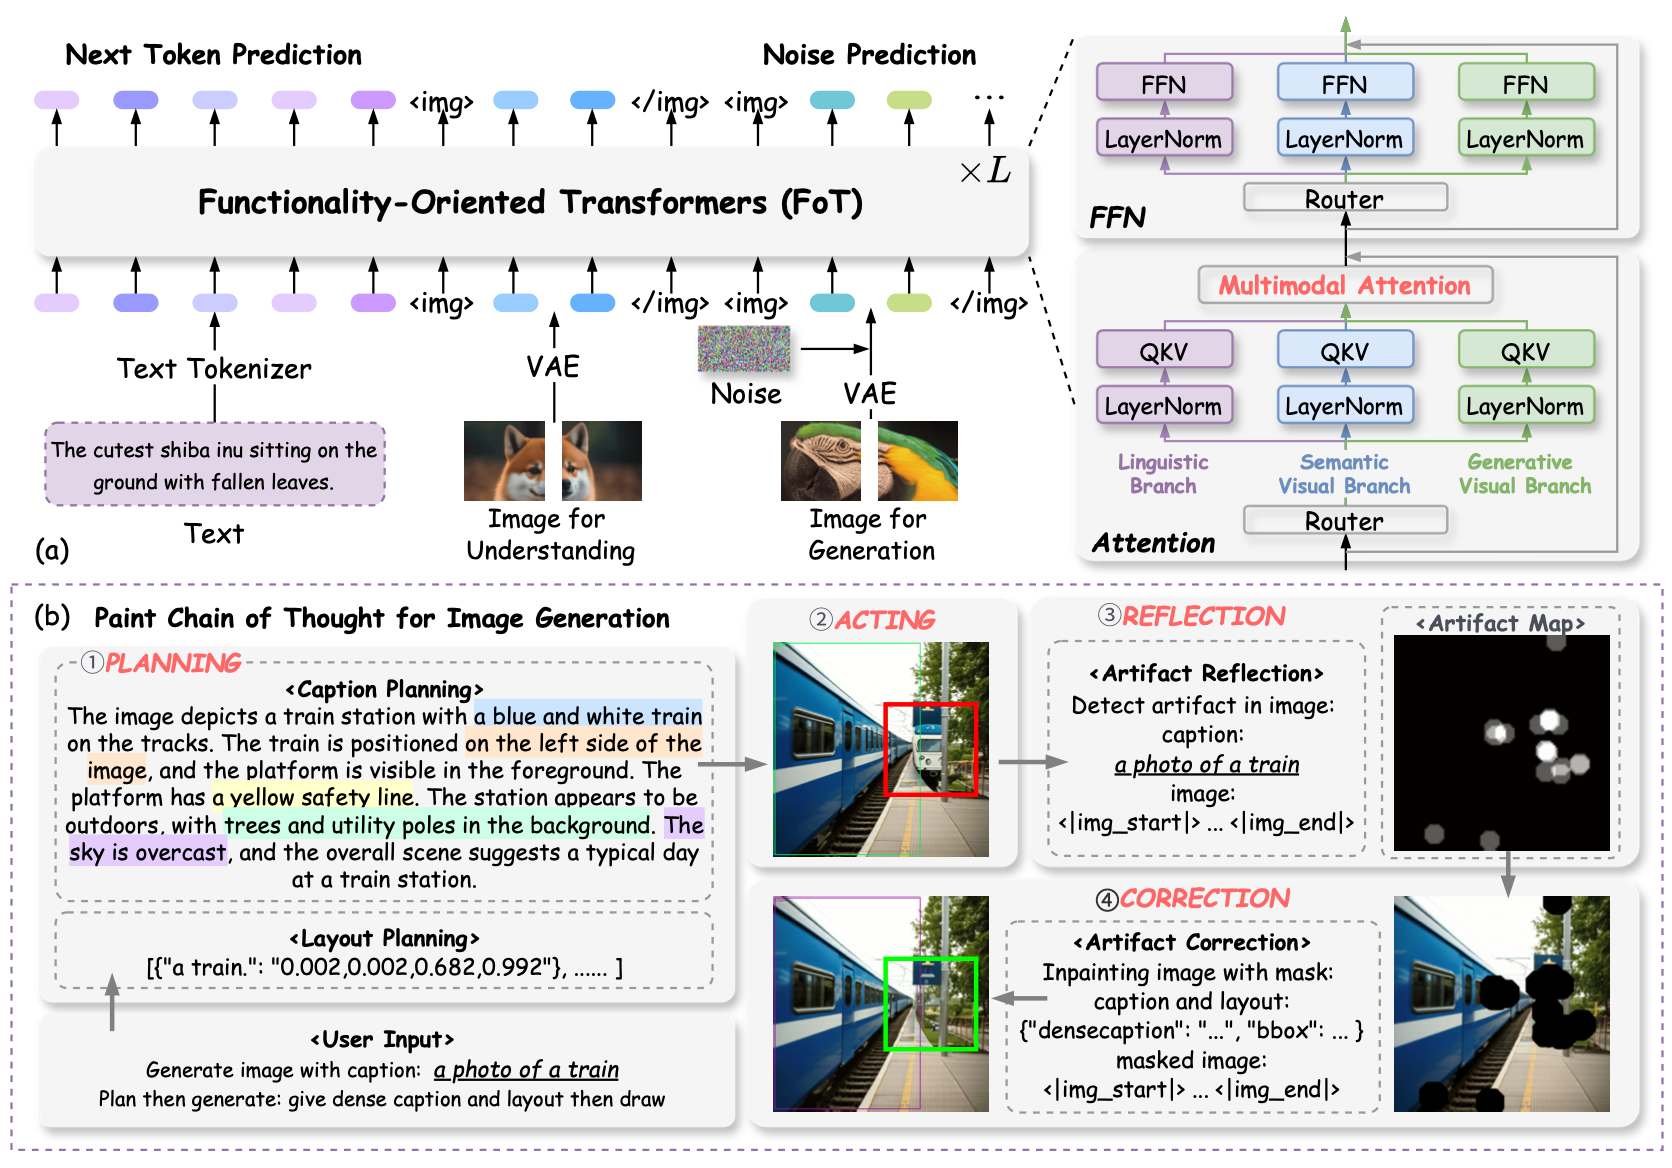 Next Token Prediction
Noise Prediction
<img>
</img>
<img>
...
×L
Functionality-Oriented Transformers (FoT)
<img>
</img>
<img>
</img>
Text Tokenizer
VAE
Noise
VAE
The cutest shiba inu sitting on the
ground with fallen leaves.
Text
Image for
Understanding
Image for
Generation
(a)
FFN
FFN
FFN
LayerNorm
LayerNorm
LayerNorm
Router
FFN
Multimodal Attention
QKV
QKV
QKV
LayerNorm
LayerNorm
LayerNorm
Linguistic
Branch
Semantic
Visual Branch
Generative
Visual Branch
Router
Attention
(b) Paint Chain of Thought for Image Generation
①PLANNING
<Caption Planning>
The image depicts a train station with a blue and white train
on the tracks. The train is positioned on the left side of the
image, and the platform is visible in the foreground. The
platform has a yellow safety line. The station appears to be
outdoors, with trees and utility poles in the background. The
sky is overcast, and the overall scene suggests a typical day
at a train station.
<Layout Planning>
[{"a train.": "0.002,0.002,0.682,0.992"}, ...... ]
<User Input>
Generate image with caption: a photo of a train
Plan then generate: give dense caption and layout then draw
②ACTING
③REFLECTION
<Artifact Reflection>
Detect artifact in image:
caption:
a photo of a train
image:
<|img_start|> ... <|img_end|>
<Artifact Map>
④CORRECTION
<Artifact Correction>
Inpainting image with mask:
caption and layout:
{"densecaption": "...", "bbox": ... }
masked image:
<|img_start|> ... <|img_end|>